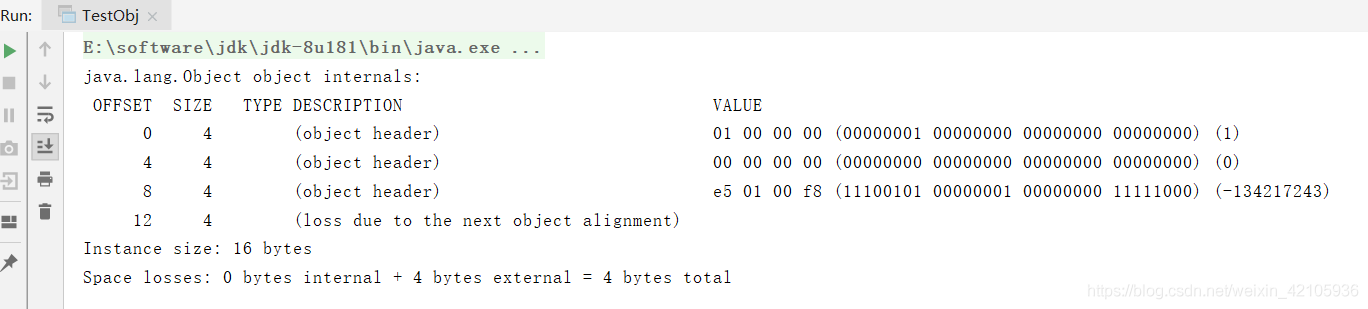 Run: TestObj ×
E:\software\jdk\jdk-8u181\bin\java.exe ...
java.lang.Object object internals:
OFFSET SIZE TYPE DESCRIPTION VALUE
0 4 (object header) 01 00 00 00 (00000001 00000000 00000000 00000000) (1)
4 4 (object header) 00 00 00 00 (00000000 00000000 00000000 00000000) (0)
8 4 (object header) e5 01 00 f8 (11100101 00000001 00000000 11111000) (-134217243)
12 4 (loss due to the next object alignment)
Instance size: 16 bytes
Space losses: 0 bytes internal + 4 bytes external = 4 bytes total
https://blog.csdn.net/weixin_42105936